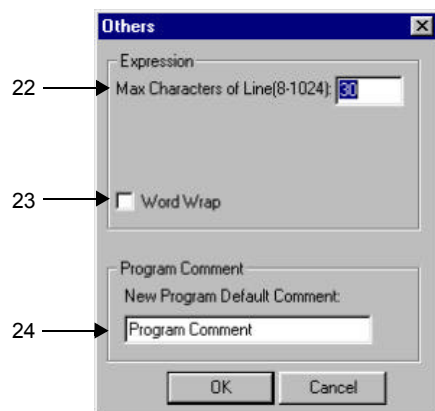 Others
Expression
22 Max Characters of Line(8-1024): 30
23 Word Wrap
Program Comment
New Program Default Comment:
24 Program Comment
OK Cancel